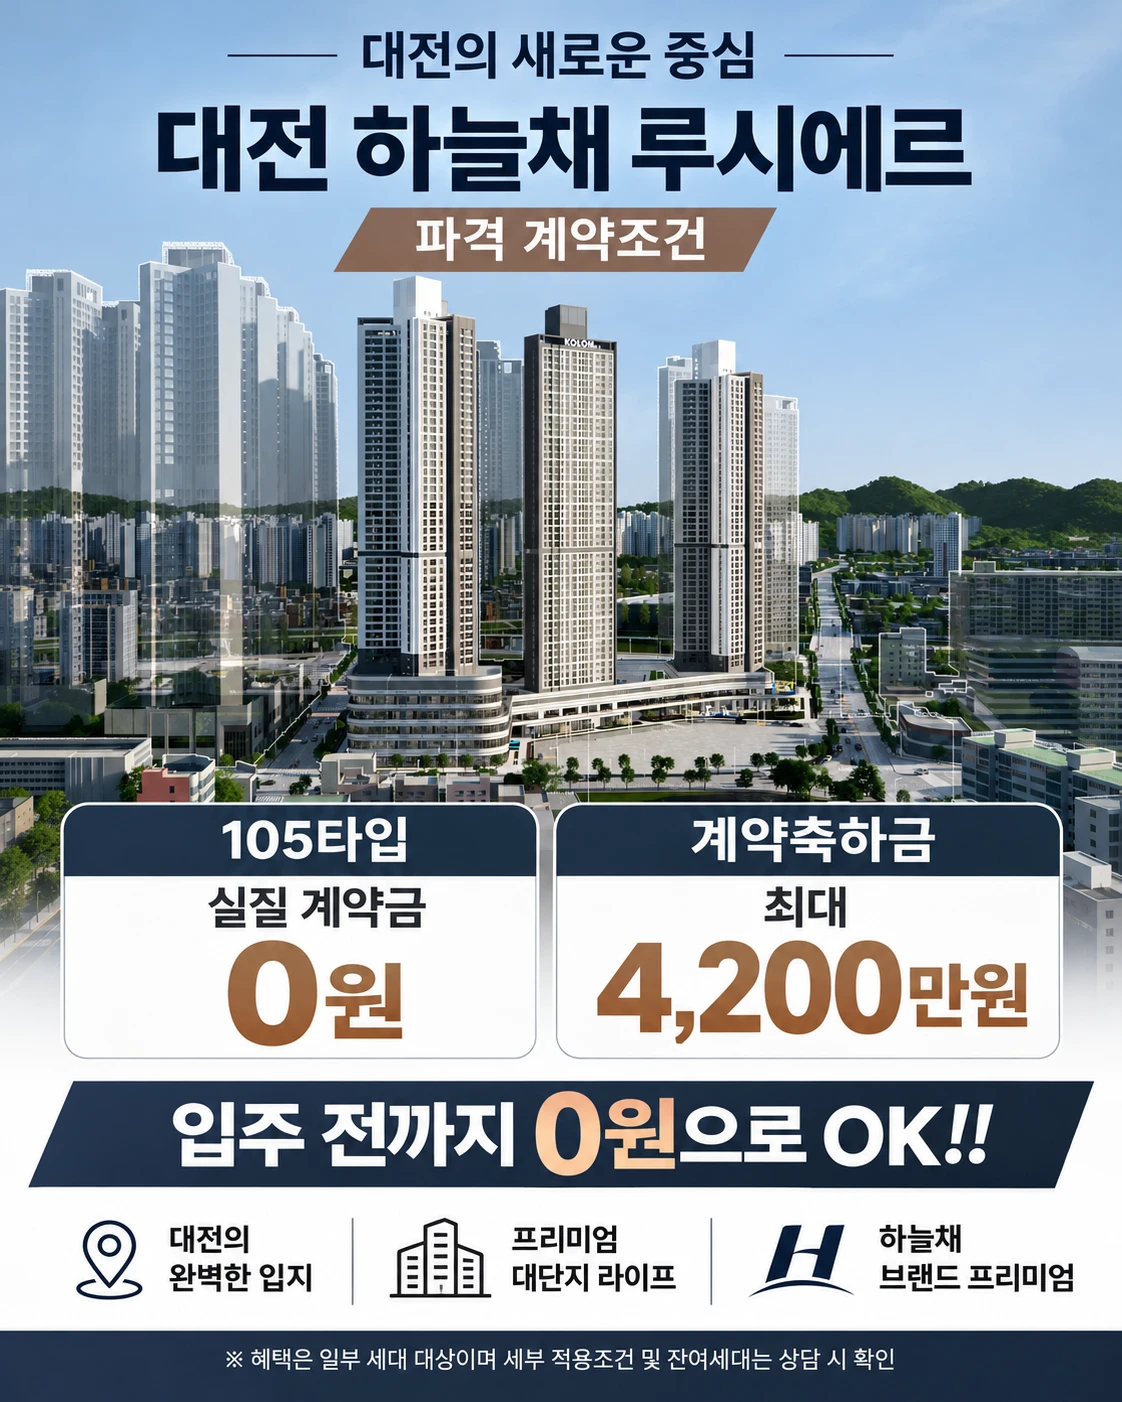 대전의 새로운 중심
대전 하늘채 루시에르
파격 계약조건
KOLON
105타입
실질 계약금
0원
계약축하금
최대
4,200만원
입주 전까지 0원으로 OK!!
대전의
완벽한 입지
프리미엄
대단지 라이프
하늘채
브랜드 프리미엄
※ 혜택은 일부 세대 대상이며 세부 적용조건 및 잔여세대는 상담 시 확인